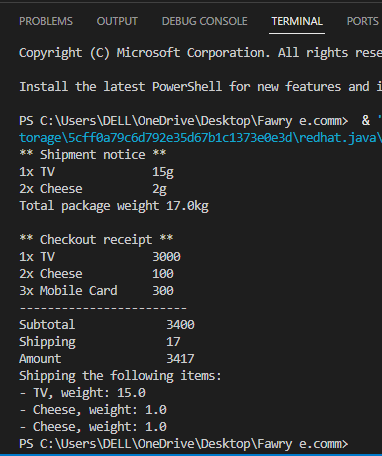 PROBLEMS OUTPUT DEBUG CONSOLE TERMINAL PORTS
Copyright (C) Microsoft Corporation. All rights rese
Install the latest PowerShell for new features and i
PS C:\Users\DELL\OneDrive\Desktop\Fawry e.comm> & '
torage\5cff0a79c6d792e35d67b1c1373e0e3d\redhat.java\
** Shipment notice **
1x TV 15g
2x Cheese 2g
Total package weight 17.0kg
** Checkout receipt **
1x TV 3000
2x Cheese 100
3x Mobile Card 300
------------------------
Subtotal 3400
Shipping 17
Amount 3417
Shipping the following items:
- TV, weight: 15.0
- Cheese, weight: 1.0
- Cheese, weight: 1.0
PS C:\Users\DELL\OneDrive\Desktop\Fawry e.comm>